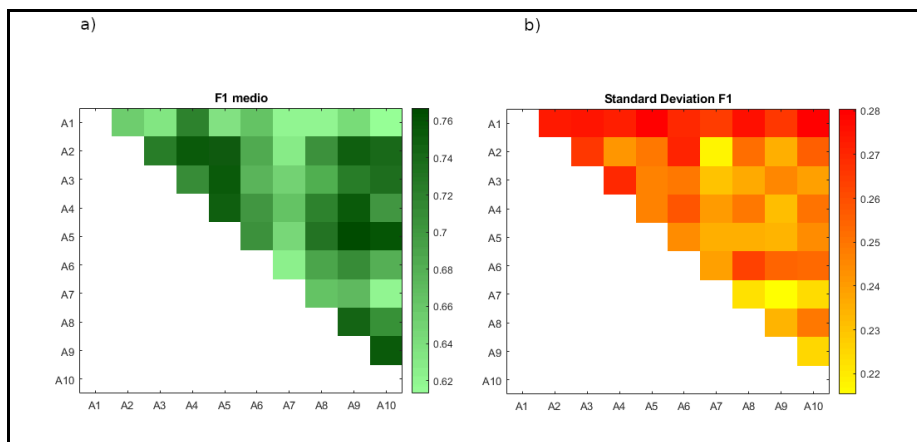 a)
b)
F1 medio
A1
A2
A3
A4
A5
A6
A7
A8
A9
A10
A1 A2 A3 A4 A5 A6 A7 A8 A9 A10
0.76
0.74
0.72
0.7
0.68
0.66
0.64
0.62
Standard Deviation F1
A1
A2
A3
A4
A5
A6
A7
A8
A9
A10
A1 A2 A3 A4 A5 A6 A7 A8 A9 A10
0.28
0.27
0.26
0.25
0.24
0.23
0.22